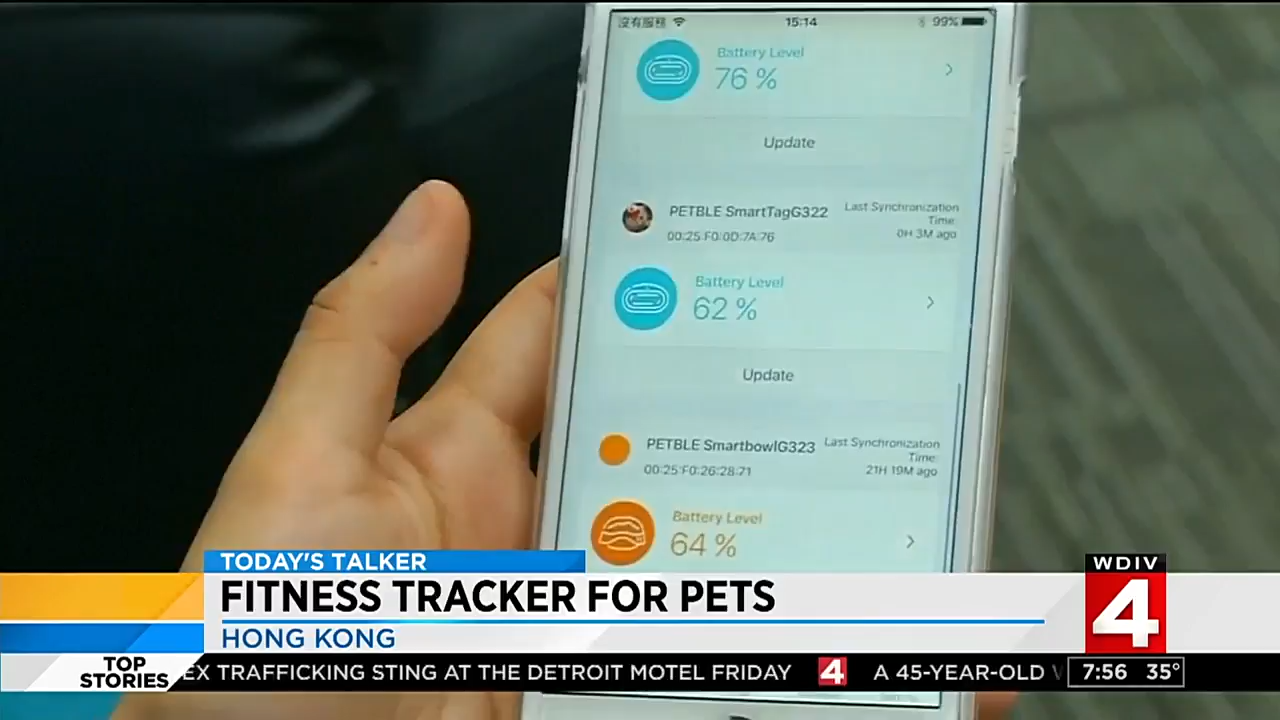 沒有服務 15:14 99%
Battery Level
76 %
Update
PETBLE SmartTagG322
Last Synchronization
Time:
00:25:F0:0D:7A:76
0H 3M ago
Battery Level
62 %
Update
PETBLE SmartbowlG323
Last Synchronization
Time:
00:25:F0:26:28:71
21H 19M ago
Battery Level
64 %
TODAY'S TALKER
FITNESS TRACKER FOR PETS
HONG KONG
WDIV
4
TOP
STORIES
EX TRAFFICKING STING AT THE DETROIT MOTEL FRIDAY 4 A 45-YEAR-OLD
7:56 35°